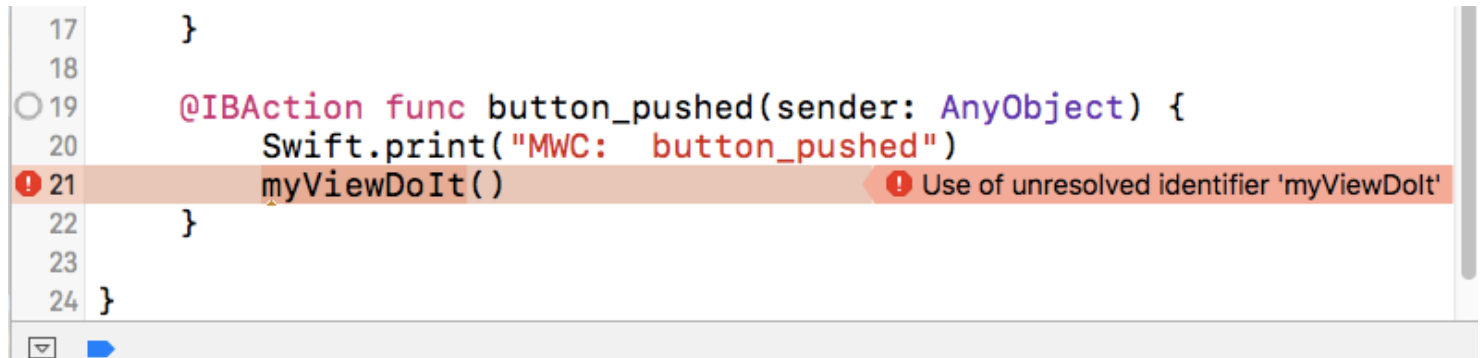 17 }
18
19 @IBAction func button_pushed(sender: AnyObject) {
20 Swift.print("MWC:  button_pushed")
21 myViewDoIt() Use of unresolved identifier 'myViewDoIt'
22 }
23
24 }